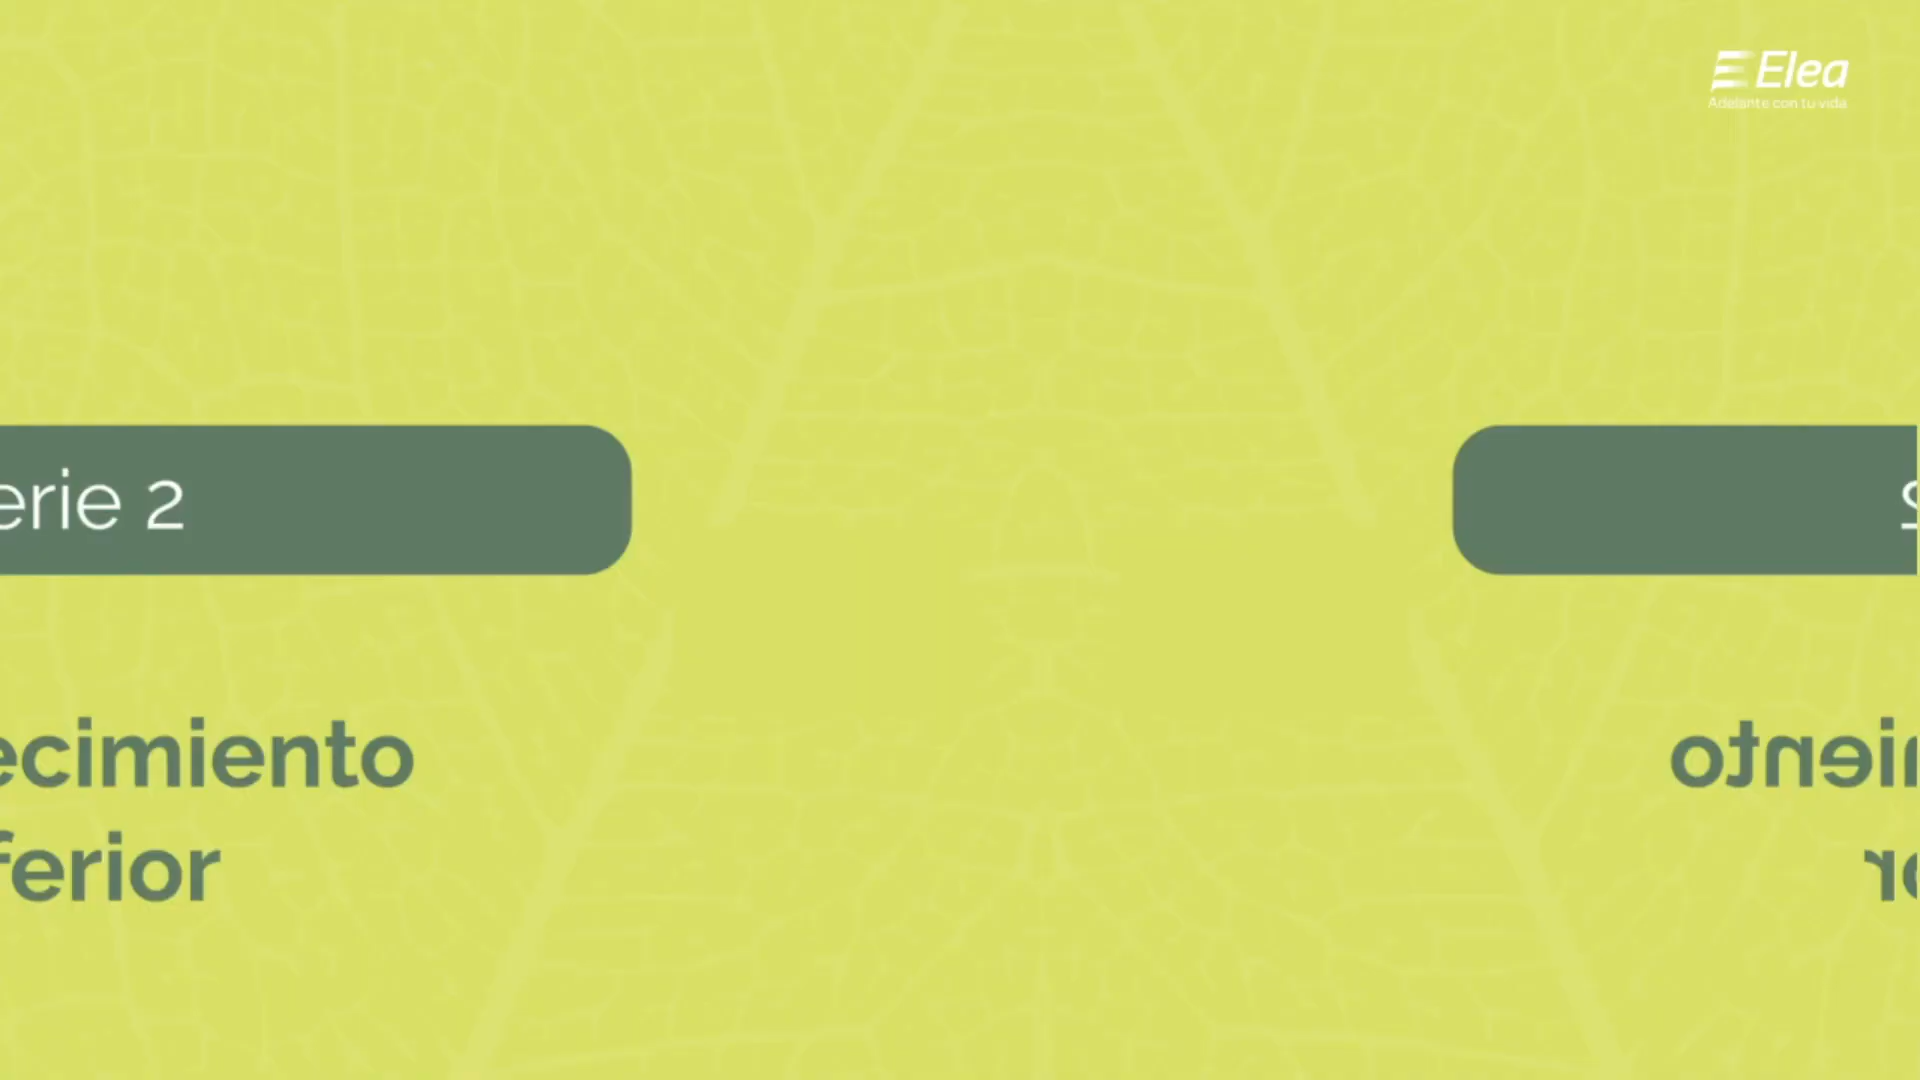 Elea
Adelante con tu vida
erie 2
ecimiento
ferior